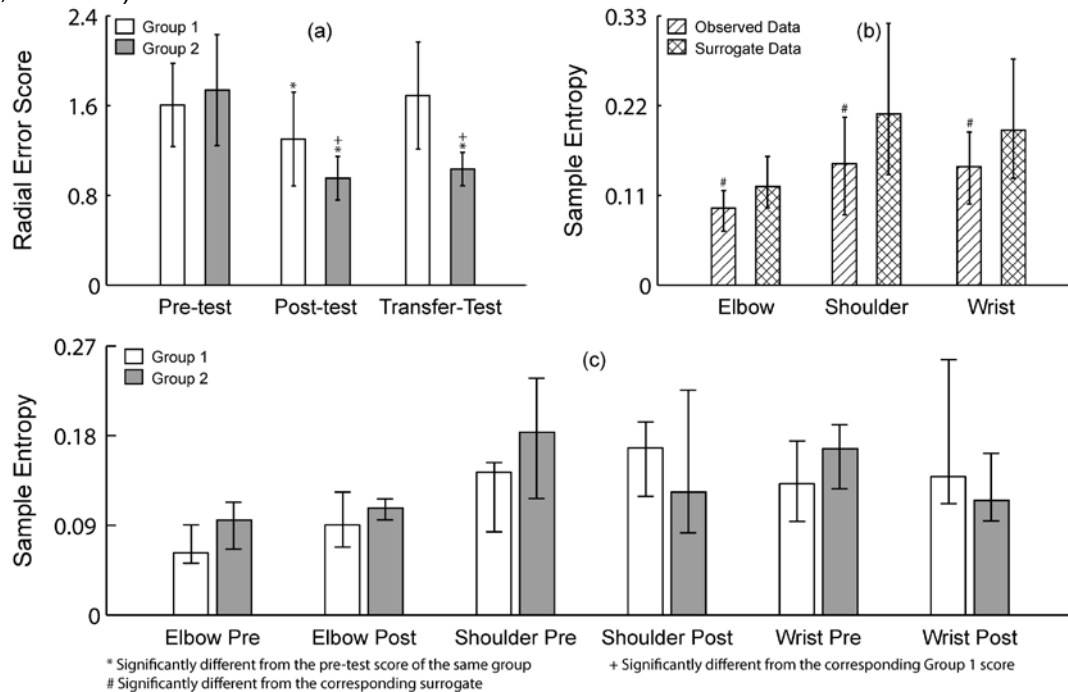 2.4
1.6
0.8
0
Radial Error Score
Group 1
Group 2
(a)
*
+
*
+
*
Pre-test
Post-test
Transfer-Test
0.33
0.22
0.11
0
Sample Entropy
(b)
Observed Data
Surrogate Data
#
#
#
Elbow
Shoulder
Wrist
0.27
0.18
0.09
0
Sample Entropy
Group 1
Group 2
(c)
Elbow Pre
Elbow Post
Shoulder Pre
Shoulder Post
Wrist Pre
Wrist Post
* Significantly different from the pre-test score of the same group
+ Significantly different from the corresponding Group 1 score
# Significantly different from the corresponding surrogate